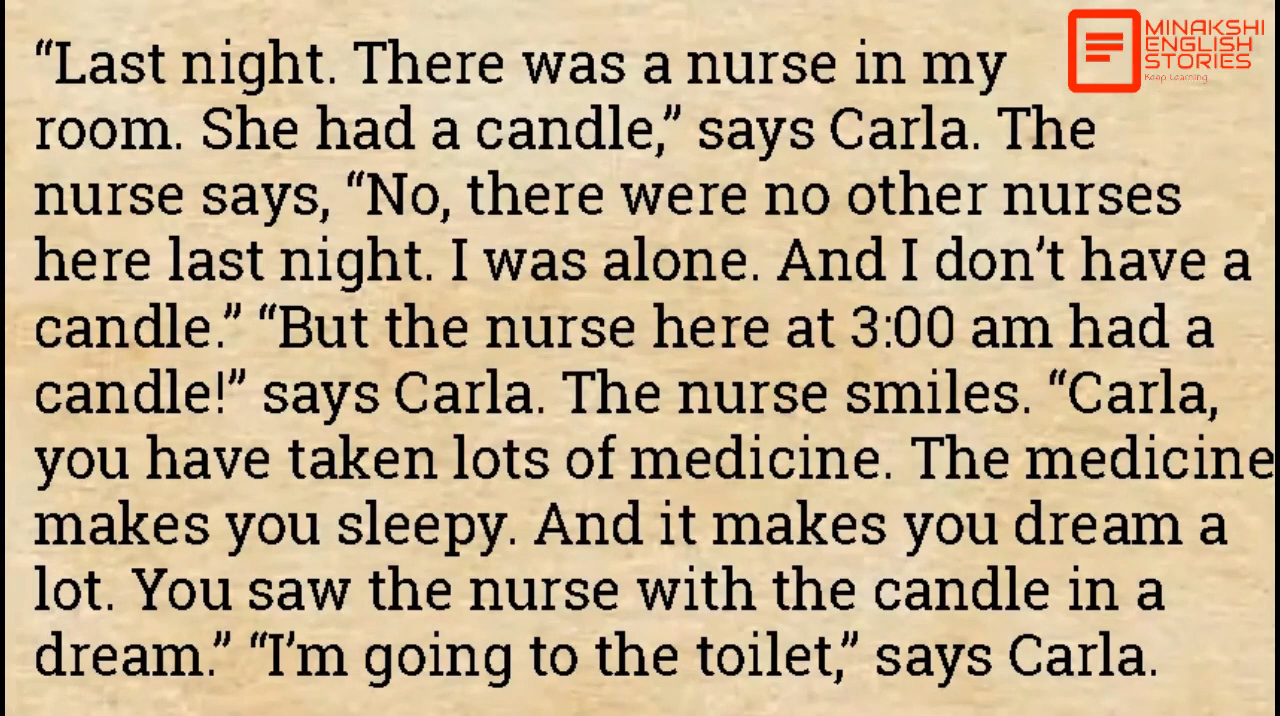 “Last night. There was a nurse in my
room. She had a candle,” says Carla. The
nurse says, “No, there were no other nurses
here last night. I was alone. And I don’t have a
candle.” “But the nurse here at 3:00 am had a
candle!” says Carla. The nurse smiles. “Carla,
you have taken lots of medicine. The medicine
makes you sleepy. And it makes you dream a
lot. You saw the nurse with the candle in a
dream.” “I’m going to the toilet,” says Carla.
MINAKSHI
ENGLISH
STORIES
Keep Learning